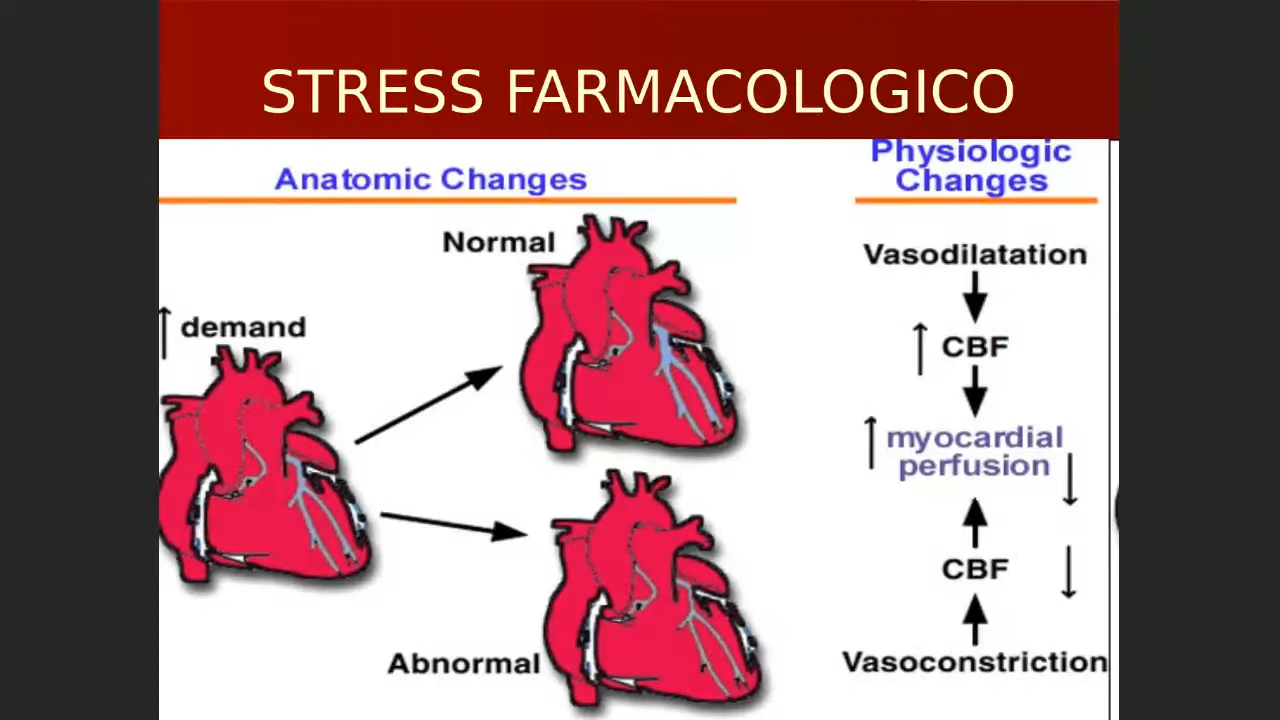 STRESS FARMACOLOGICO
Anatomic Changes
Physiologic
Changes
Normal
demand
Abnormal
Vasodilatation
CBF
myocardial
perfusion
CBF
Vasoconstriction